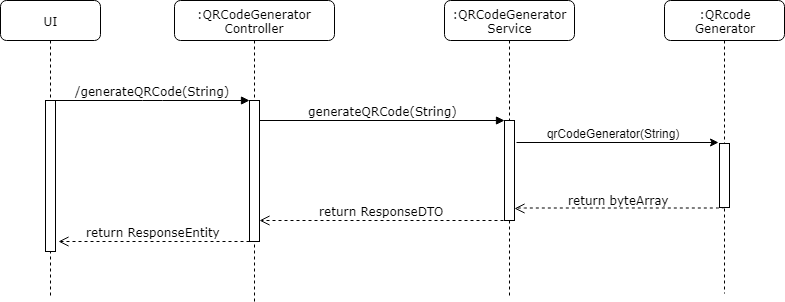 UI
:QRCodeGenerator
Controller
:QRCodeGenerator
Service
:QRcode
Generator
/generateQRCode(String)
generateQRCode(String)
qrCodeGenerator(String)
return byteArray
return ResponseDTO
return ResponseEntity